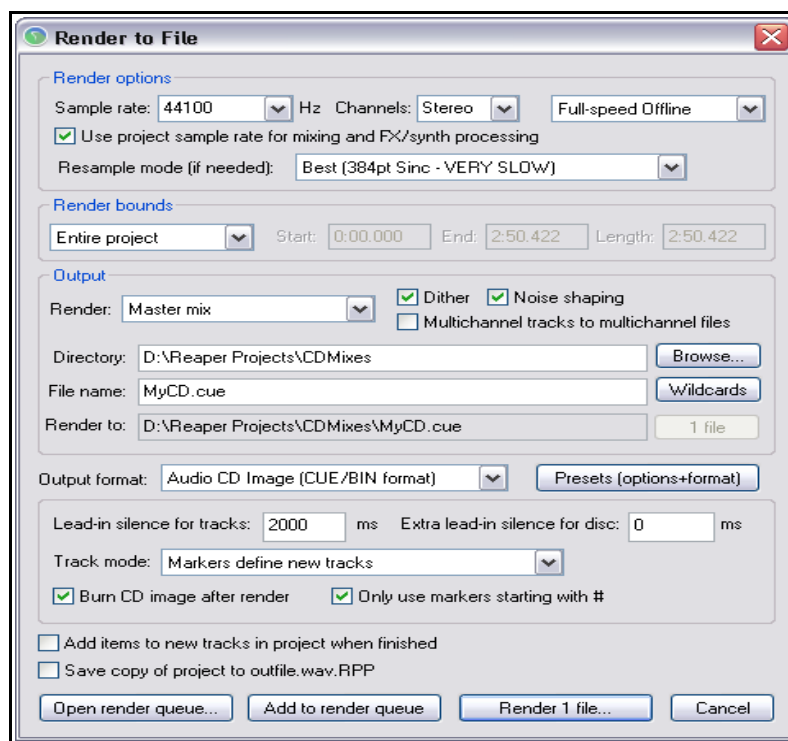 Render to File
Render options
Sample rate: 44100 Hz Channels: Stereo Full-speed Offline
Use project sample rate for mixing and FX/synth processing
Resample mode (if needed): Best (384pt Sinc - VERY SLOW)
Render bounds
Entire project Start: 0:00.000 End: 2:50.422 Length: 2:50.422
Output
Render: Master mix Dither Noise shaping
Multichannel tracks to multichannel files
Directory: D:\Reaper Projects\CDMixes Browse...
File name: MyCD.cue Wildcards
Render to: D:\Reaper Projects\CDMixes\MyCD.cue 1 file
Output format: Audio CD Image (CUE/BIN format) Presets (options+format)
Lead-in silence for tracks: 2000 ms Extra lead-in silence for disc: 0 ms
Track mode: Markers define new tracks
Burn CD image after render Only use markers starting with #
Add items to new tracks in project when finished
Save copy of project to outfile.wav.RPP
Open render queue... Add to render queue Render 1 file... Cancel